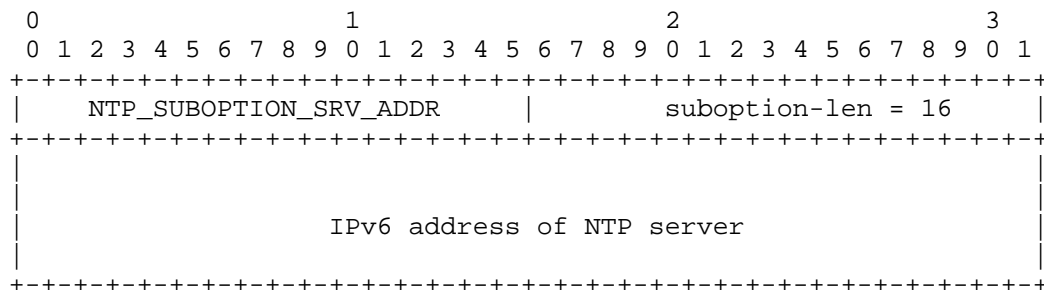 0                   1                   2                   3
 0 1 2 3 4 5 6 7 8 9 0 1 2 3 4 5 6 7 8 9 0 1 2 3 4 5 6 7 8 9 0 1
+-+-+-+-+-+-+-+-+-+-+-+-+-+-+-+-+-+-+-+-+-+-+-+-+-+-+-+-+-+-+-+-+
|    NTP_SUBOPTION_SRV_ADDR     |        suboption-len = 16     |
+-+-+-+-+-+-+-+-+-+-+-+-+-+-+-+-+-+-+-+-+-+-+-+-+-+-+-+-+-+-+-+-+
|                                                               |
|                                                               |
|                   IPv6 address of NTP server                  |
|                                                               |
+-+-+-+-+-+-+-+-+-+-+-+-+-+-+-+-+-+-+-+-+-+-+-+-+-+-+-+-+-+-+-+-+